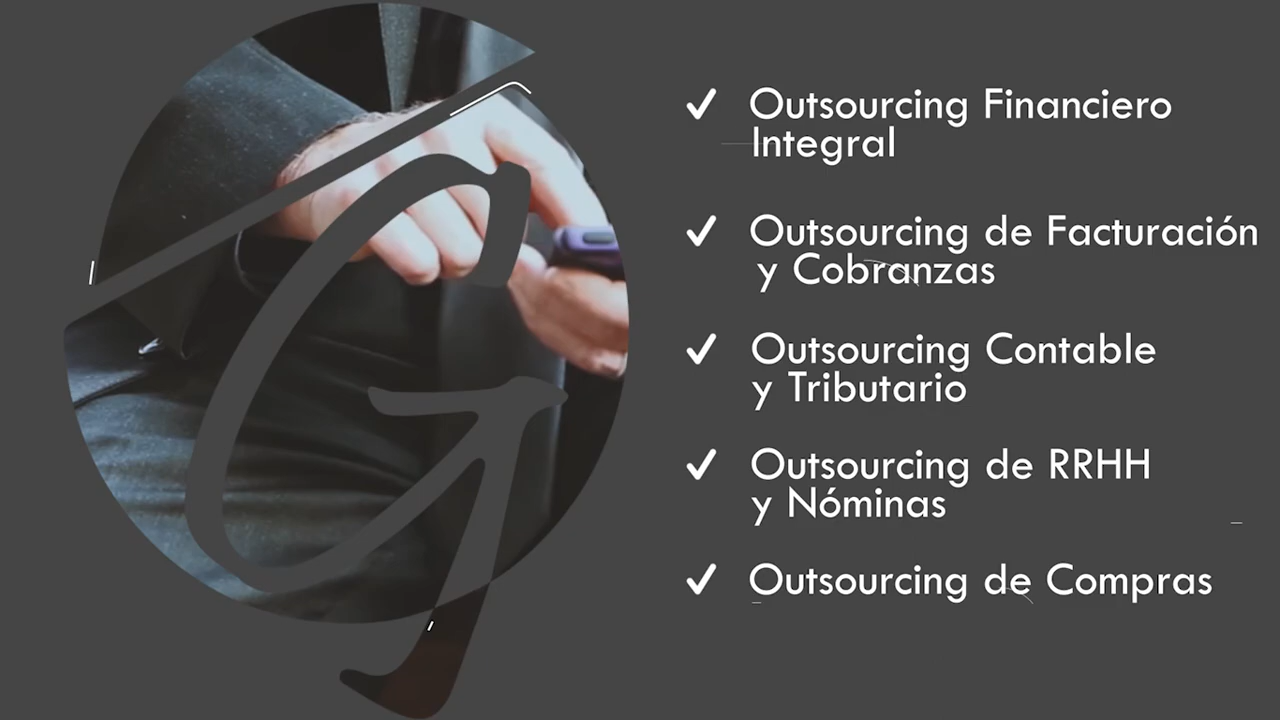 G
Outsourcing Financiero
Integral
Outsourcing de Facturación
y Cobranzas
Outsourcing Contable
y Tributario
Outsourcing de RRHH
y Nóminas
Outsourcing de Compras